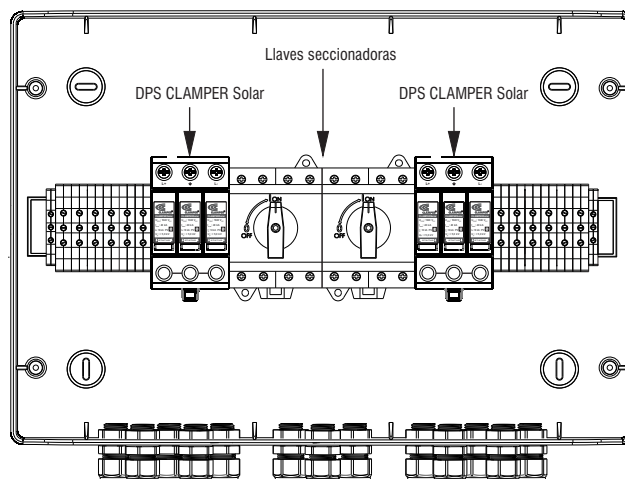 Llaves seccionadoras
DPS CLAMPER Solar
DPS CLAMPER Solar
ON
OFF
ON
OFF